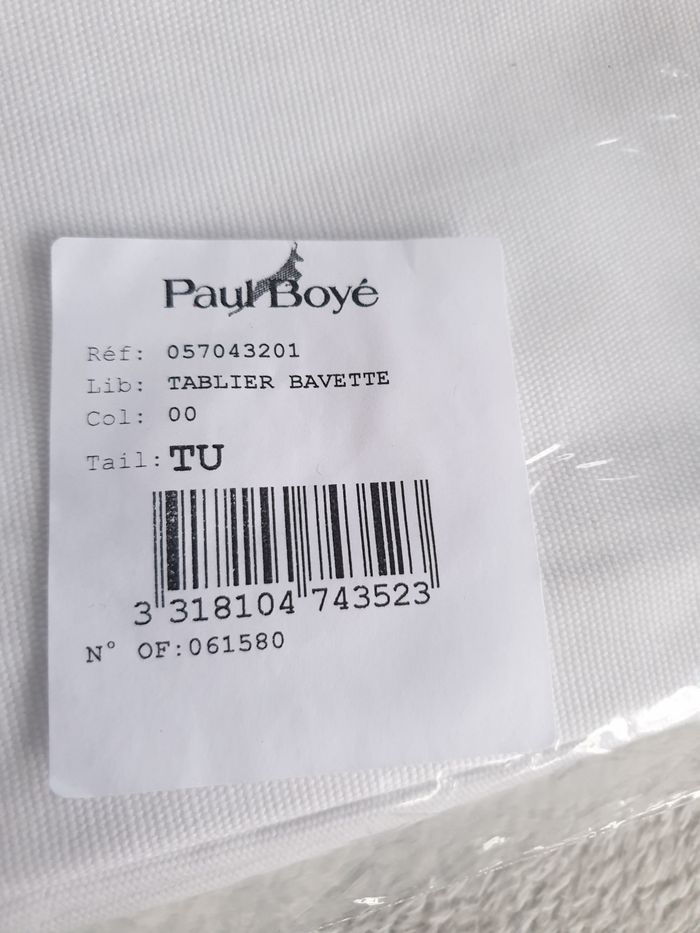 Paul Boyé
Réf: 057043201
Lib: TABLIER BAVETTE
Col: 00
Tail: TU
3 318104 743523
N° OF:061580